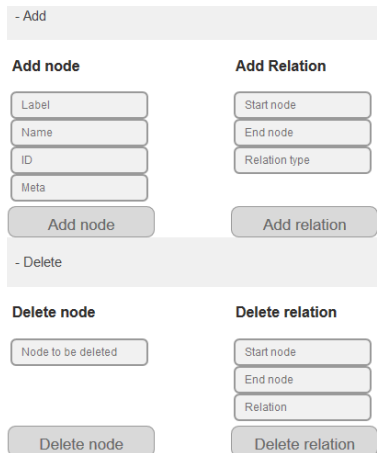 - Add
Add node
Add Relation
Label
Start node
Name
End node
ID
Relation type
Meta
Add node
Add relation
- Delete
Delete node
Delete relation
Node to be deleted
Start node
End node
Relation
Delete node
Delete relation